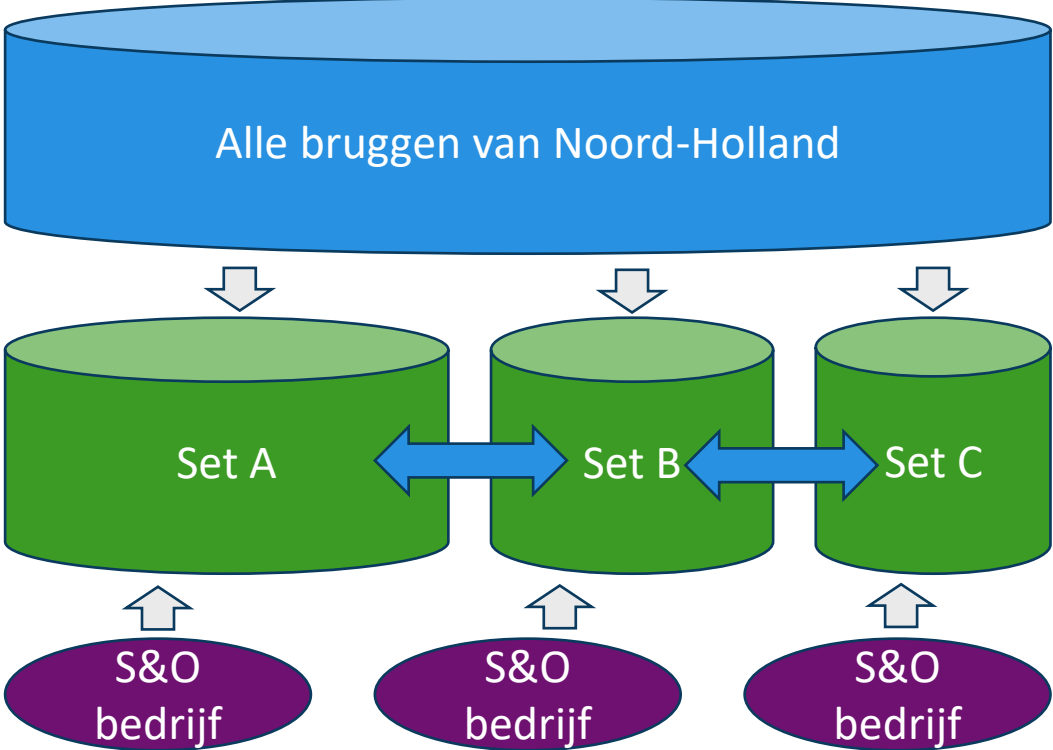 Alle bruggen van Noord-Holland
Set A
Set B
Set C
S&O
bedrijf
S&O
bedrijf
S&O
bedrijf